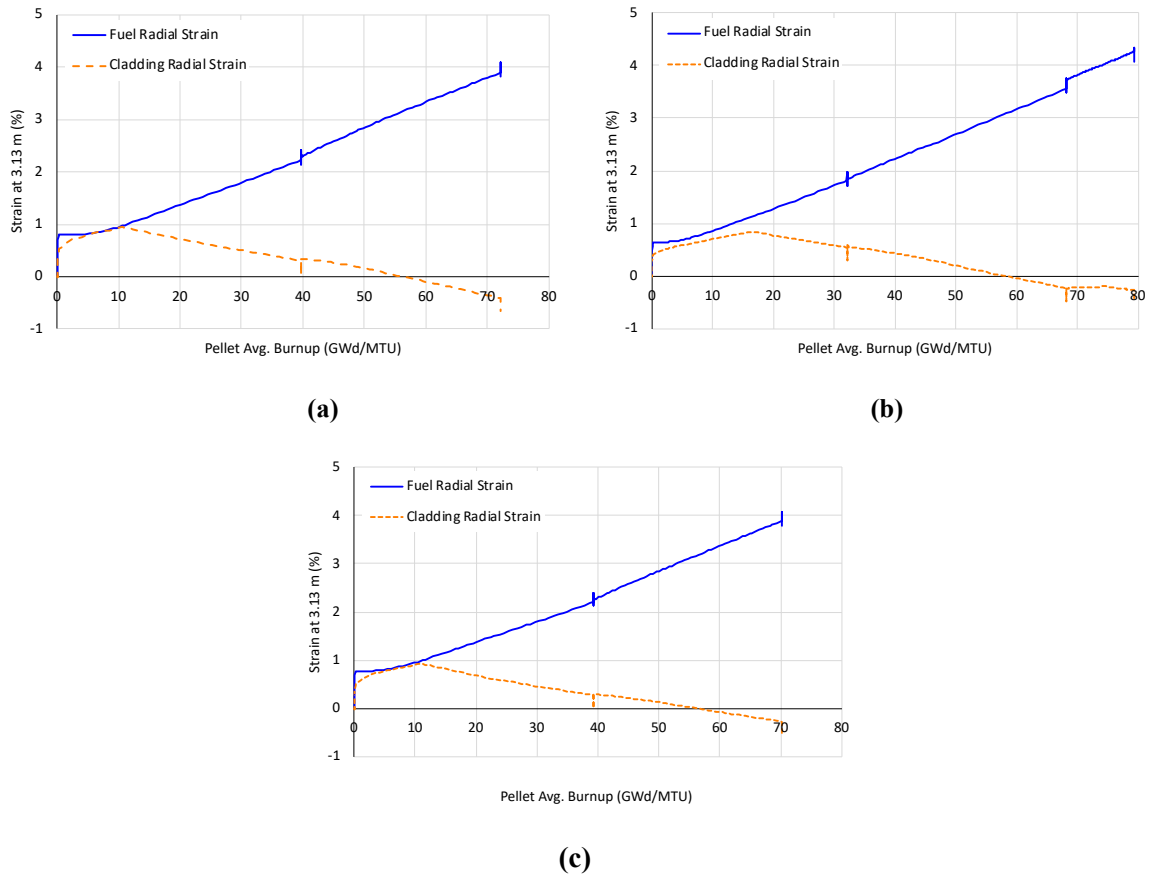 5
4
3
2
1
0
-1
Strain at 3.13 m (%)
Fuel Radial Strain
Cladding Radial Strain
0 10 20 30 40 50 60 70 80
Pellet Avg. Burnup (GWd/MTU)
(a)
5
4
3
2
1
0
-1
Strain at 3.13 m (%)
Fuel Radial Strain
Cladding Radial Strain
0 10 20 30 40 50 60 70 80
Pellet Avg. Burnup (GWd/MTU)
(b)
5
4
3
2
1
0
-1
Strain at 3.13 m (%)
Fuel Radial Strain
Cladding Radial Strain
0 10 20 30 40 50 60 70 80
Pellet Avg. Burnup (GWd/MTU)
(c)